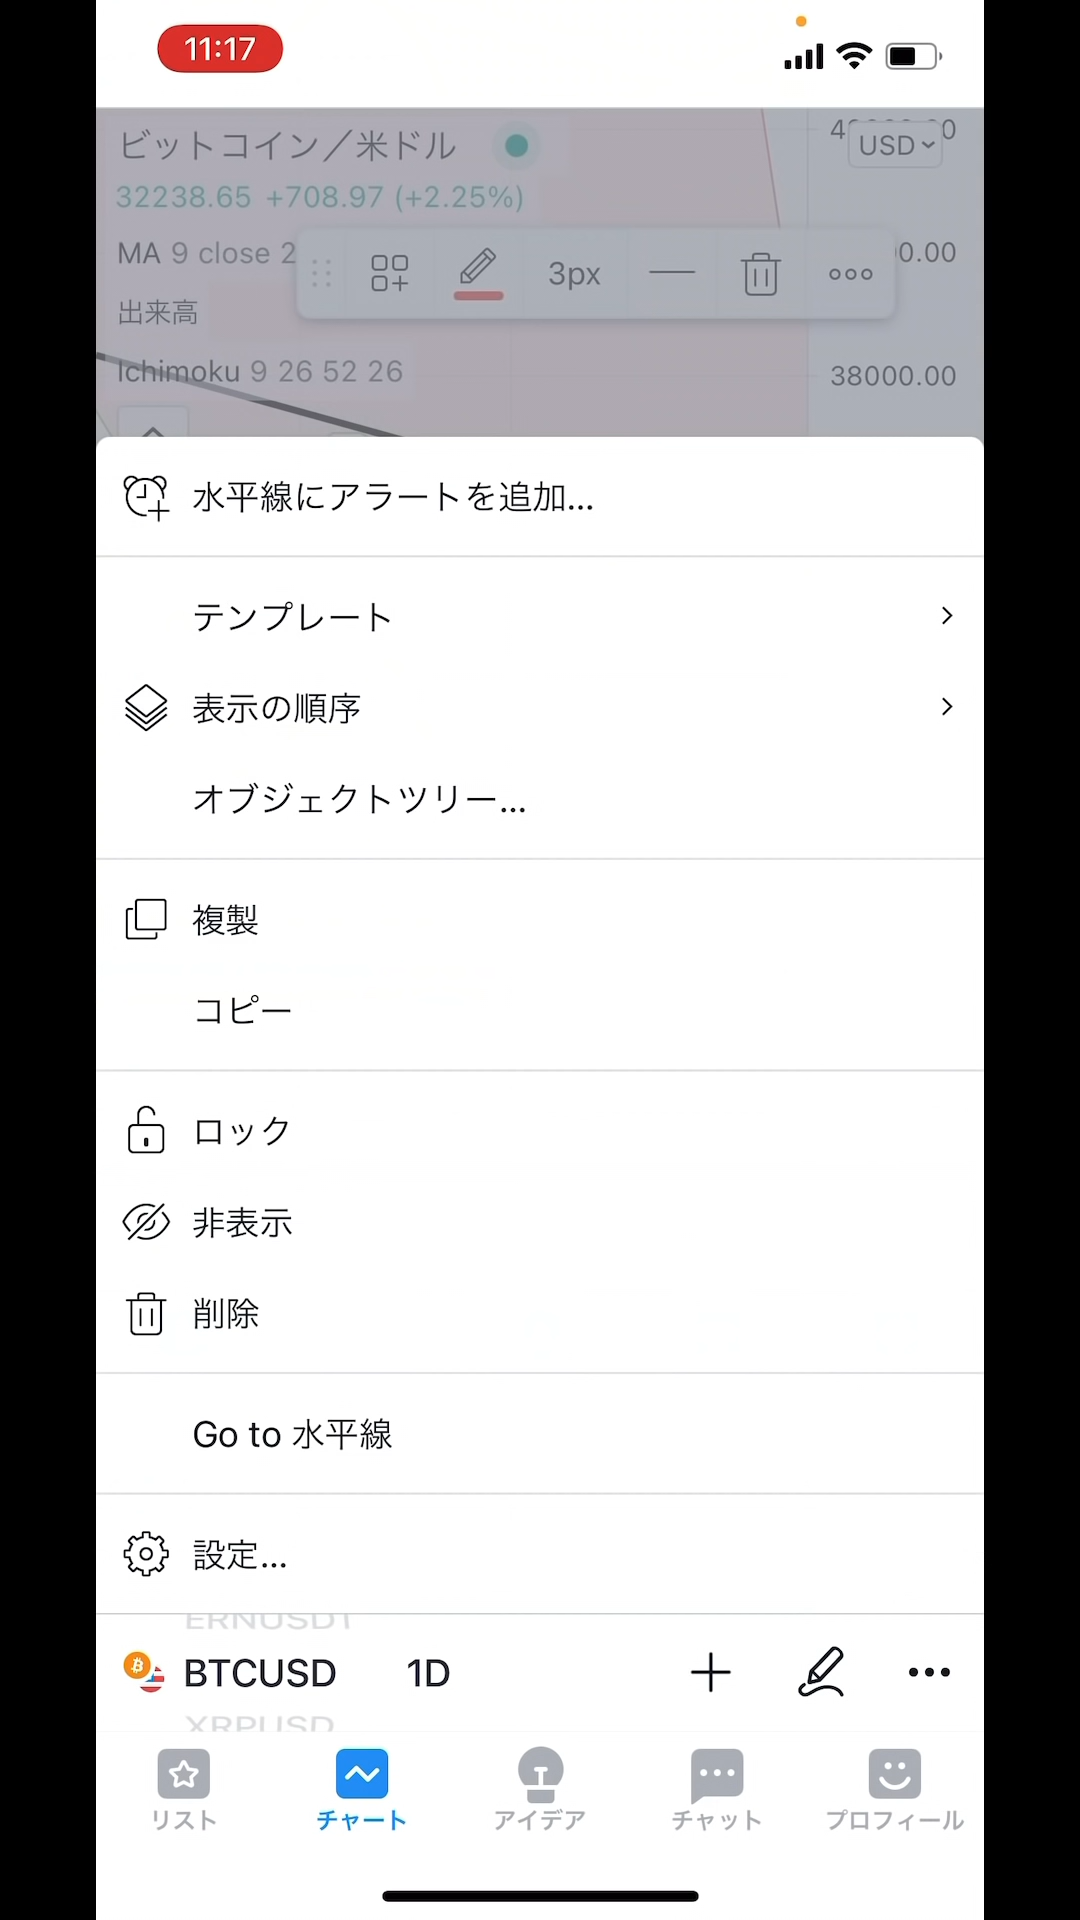 11:17
ビットコイン／米ドル
USD
32238.65 +708.97 (+2.25%)
MA 9 close 2
3px
出来高
Ichimoku 9 26 52 26
38000.00
水平線にアラートを追加...
テンプレート
表示の順序
オブジェクトツリー...
複製
コピー
ロック
非表示
削除
Go to 水平線
設定...
ERNUSDT
BTCUSD 1D
XRPUSD
リスト
チャート
アイデア
チャット
プロフィール